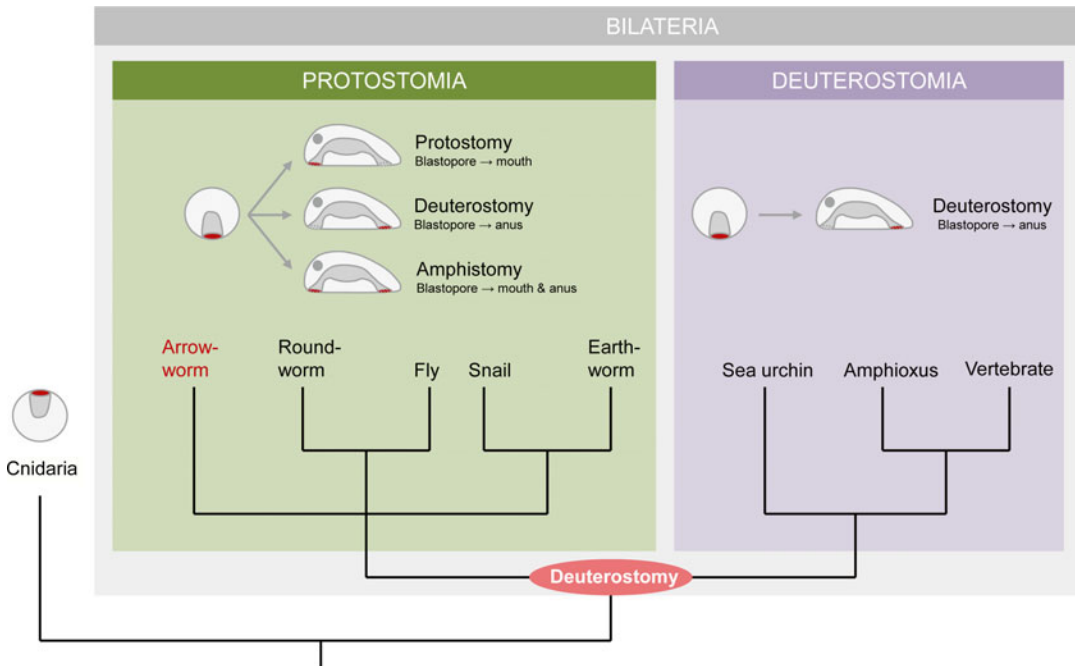 BILATERIA
PROTOSTOMIA
DEUTEROSTOMIA
Protostomy
Blastopore → mouth
Deuterostomy
Blastopore → anus
Amphistomy
Blastopore → mouth & anus
Deuterostomy
Blastopore → anus
Arrow-
worm
Round-
worm
Fly
Snail
Earth-
worm
Sea urchin
Amphioxus
Vertebrate
Cnidaria
Deuterostomy